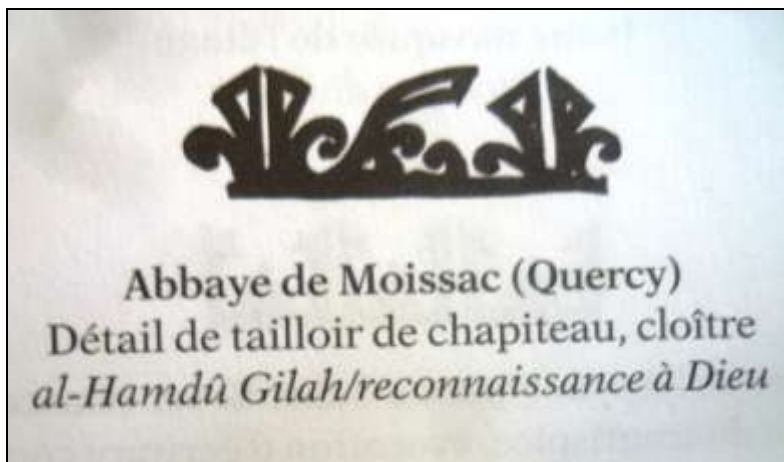 Abbaye de Moissac (Quercy)
Détail de tailloir de chapiteau, cloître
al-Hamdû Gilah/reconnaissance à Dieu